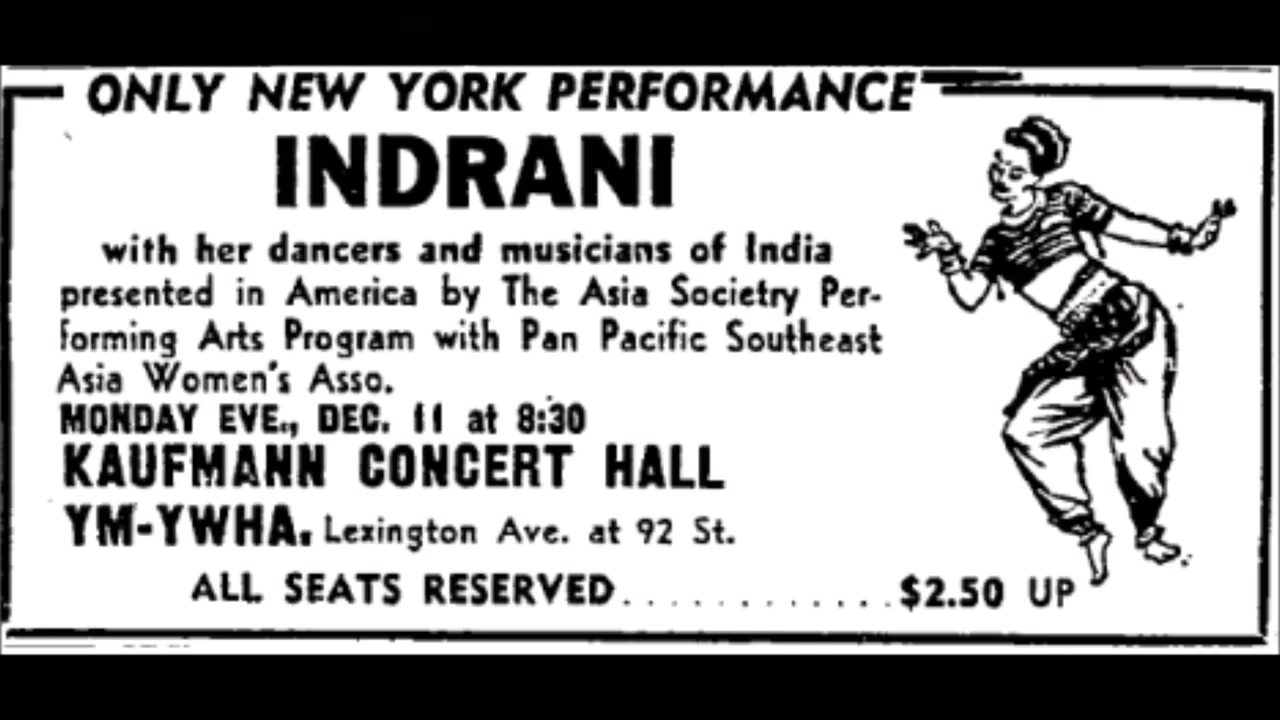 ONLY NEW YORK PERFORMANCE
INDRANI
with her dancers and musicians of India
presented in America by The Asia Societry Per-
forming Arts Program with Pan Pacific Southeast
Asia Women's Asso.
MONDAY EVE., DEC. 11 at 8:30
KAUFMANN CONCERT HALL
YM-YWHA. Lexington Ave. at 92 St.
ALL SEATS RESERVED............$2.50 UP